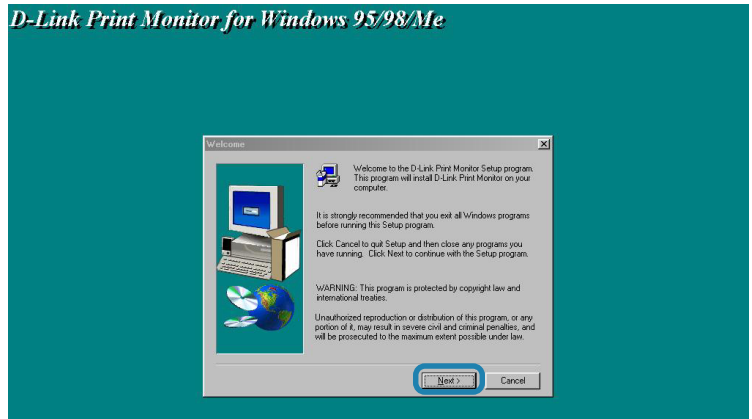 D-Link Print Monitor for Windows 95/98/Me
Welcome
Welcome to the D-Link Print Monitor Setup program.
This program will install D-Link Print Monitor on your
computer.
It is strongly recommended that you exit all Windows programs
before running this Setup program.
Click Cancel to quit Setup and then close any programs you
have running. Click Next to continue with the Setup program.
WARNING: This program is protected by copyright law and
international treaties.
Unauthorized reproduction or distribution of this program, or any
portion of it, may result in severe civil and criminal penalties, and
will be prosecuted to the maximum extent possible under law.
Next > Cancel